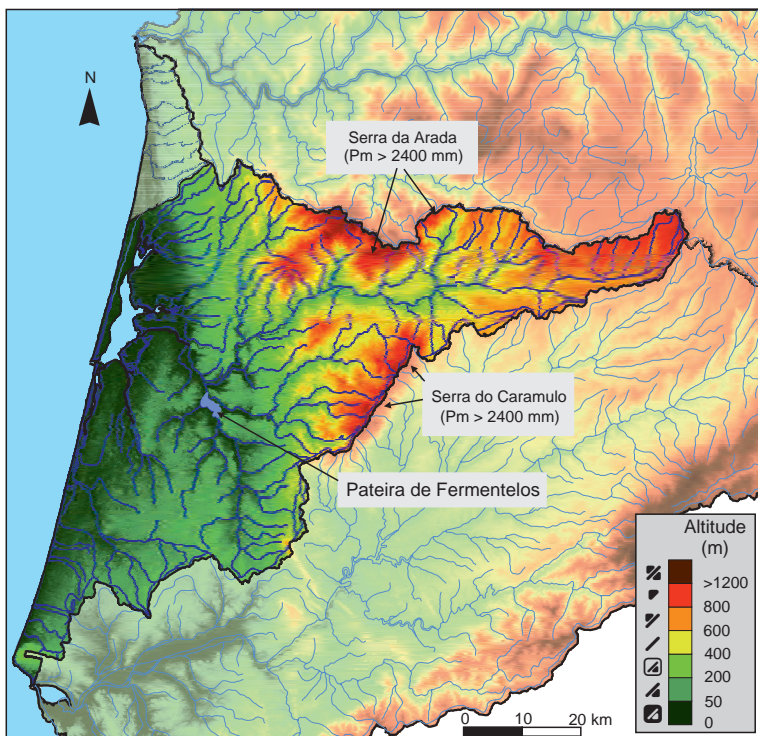 N
Serra da Arada
(Pm > 2400 mm)
Serra do Caramulo
(Pm > 2400 mm)
Pateira de Fermentelos
Altitude
(m)
>1200
800
600
400
200
50
0
0 10 20 km